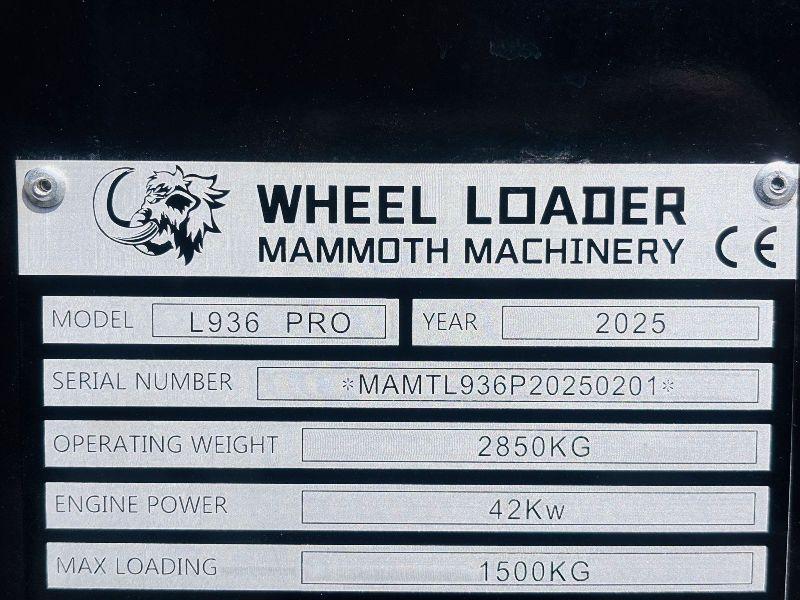 WHEEL LOADER
MAMMOTH MACHINERY CE
MODEL L936 PRO YEAR 2025
SERIAL NUMBER *MAMTL936P20250201*
OPERATING WEIGHT 2850KG
ENGINE POWER 42Kw
MAX LOADING 1500KG